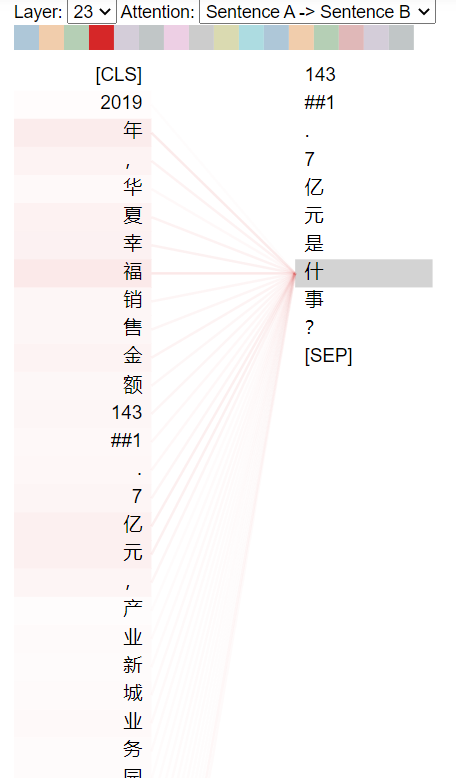 Layer: 23 Attention: Sentence A -> Sentence B
[CLS] 143
2019 ##1
年 .
, 7
华 亿
夏 元
幸 是
福 什
销 事
售 ?
金 [SEP]
额
143
##1
.
7
亿
元
,
产
业
新
城
业
务
园